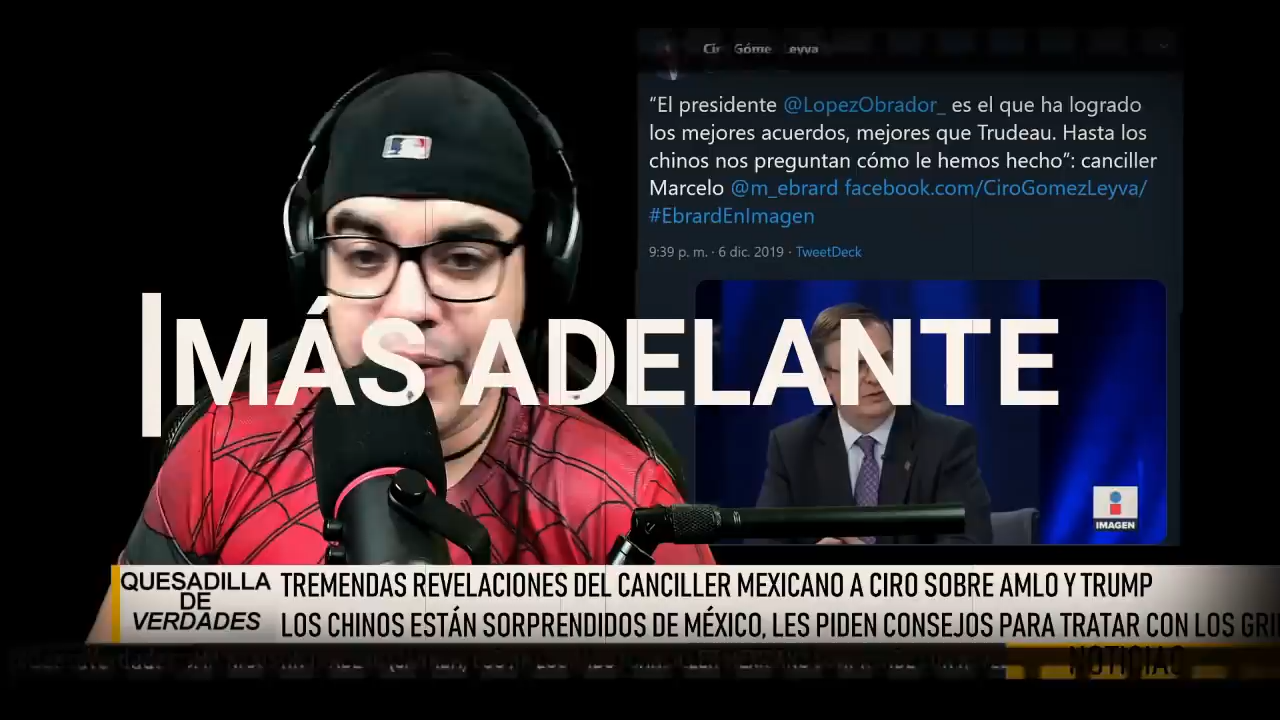 “El presidente @LopezObrador_ es el que ha logrado
los mejores acuerdos, mejores que Trudeau. Hasta los
chinos nos preguntan cómo le hemos hecho”: canciller
Marcelo @m_ebrard facebook.com/CiroGomezLeyva/
#EbrardEnImagen
9:39 p. m. · 6 dic. 2019 · TweetDeck
MÁS ADELANTE
IMAGEN
QUESADILLA
DE
VERDADES
TREMENDAS REVELACIONES DEL CANCILLER MEXICANO A CIRO SOBRE AMLO Y TRUMP
LOS CHINOS ESTÁN SORPRENDIDOS DE MÉXICO, LES PIDEN CONSEJOS PARA TRATAR CON LOS